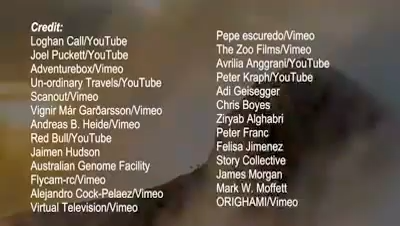 Credit:
Loghan Call/YouTube
Joel Puckett/YouTube
Adventurebox/Vimeo
Un-ordinary Travels/YouTube
Scanout/Vimeo
Vignir Már Garðarsson/Vimeo
Andreas B. Heide/Vimeo
Red Bull/YouTube
Jaimen Hudson
Australian Genome Facility
Flycam-rc/Vimeo
Alejandro Cock-Pelaez/Vimeo
Virtual Television/Vimeo
Pepe escuredo/Vimeo
The Zoo Films/Vimeo
Avrilia Anggrani/YouTube
Peter Kraph/YouTube
Adi Geisegger
Chris Boyes
Ziryab Alghabri
Peter Franc
Felisa Jimenez
Story Collective
James Morgan
Mark W. Moffett
ORIGHAMI/Vimeo